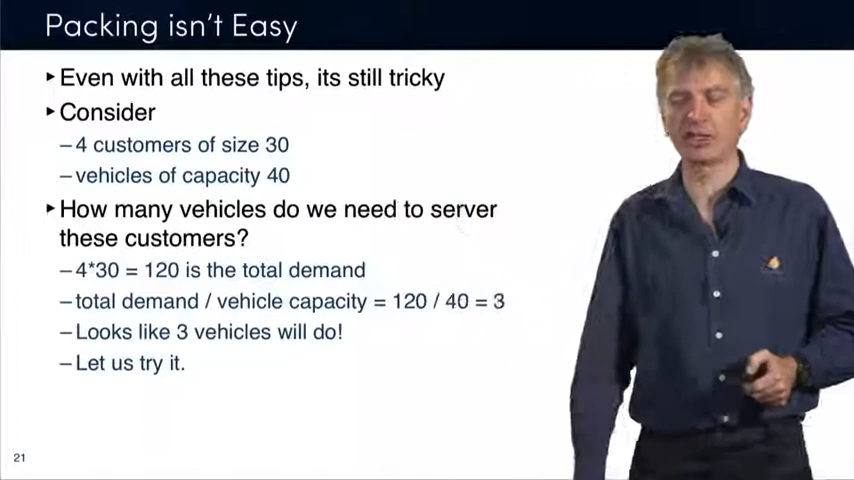 Packing isn't Easy
Even with all these tips, its still tricky
Consider
–4 customers of size 30
–vehicles of capacity 40
How many vehicles do we need to server
these customers?
–4*30 = 120 is the total demand
–total demand / vehicle capacity = 120 / 40 = 3
–Looks like 3 vehicles will do!
–Let us try it.
21